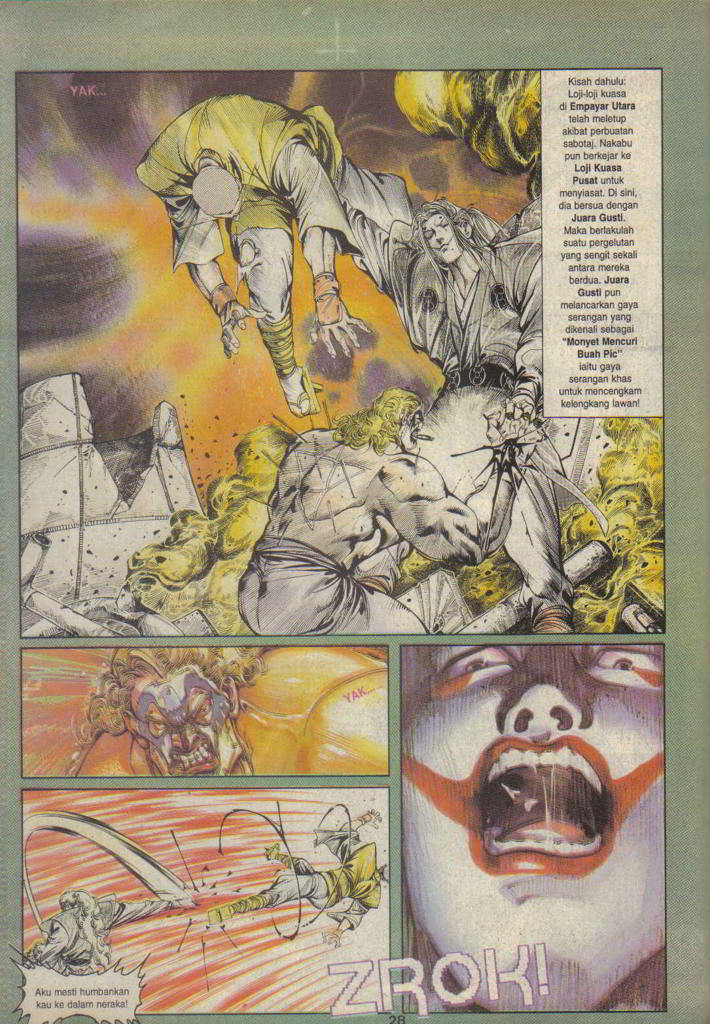 YAK...
Kisah dahulu:
Loji-loji kuasa
di Empayar Utara
telah meletup
akibat perbuatan
sabotaj. Nakabu
pun berkejar ke
Loji Kuasa
Pusat untuk
menyiasat. Di sini,
dia bersua dengan
Juara Gusti.
Maka berlakulah
suatu pergelutan
yang sengit sekali
antara mereka
berdua. Juara
Gusti pun
melancarkan gaya
serangan yang
dikenali sebagai
"Monyet Mencuri
Buah Pic"
iaitu gaya
serangan khas
untuk mencengkam
kelengkang lawan!
YAK...
Aku mesti humbankan
kau ke dalam neraka!
ZROK!
28